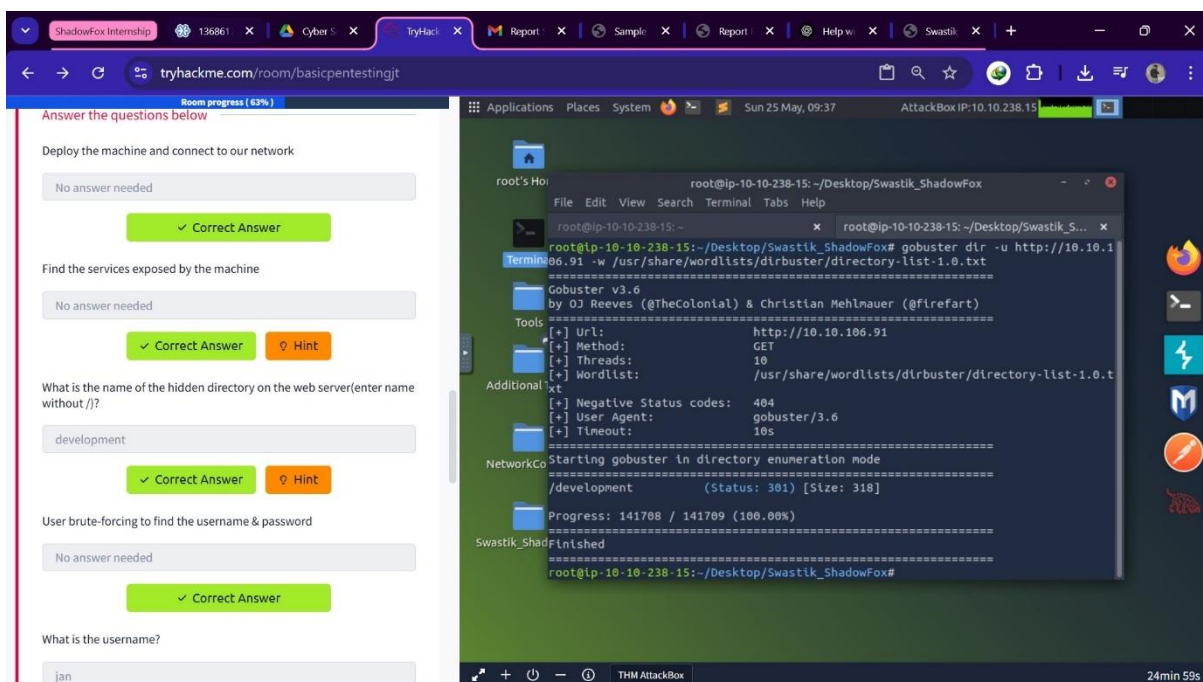 ShadowFox Internship
136861
Cyber S
TryHack
Report
Sample
Report
Help w
Swastik
tryhackme.com/room/basicpentestingjt
Room progress ( 63% )
Answer the questions below
Deploy the machine and connect to our network
No answer needed
✓ Correct Answer
Find the services exposed by the machine
No answer needed
✓ Correct Answer
Hint
What is the name of the hidden directory on the web server(enter name
without /)?
development
✓ Correct Answer
Hint
User brute-forcing to find the username & password
No answer needed
✓ Correct Answer
What is the username?
jan
Applications Places System Sun 25 May, 09:37 AttackBox IP:10.10.238.15
root's Ho
Termina
Tools
Additional
NetworkCo
Swastik_Shad
root@ip-10-10-238-15: ~/Desktop/Swastik_ShadowFox
File Edit View Search Terminal Tabs Help
root@ip-10-10-238-15: ~
root@ip-10-10-238-15: ~/Desktop/Swastik_S...
root@ip-10-10-238-15:~/Desktop/Swastik_ShadowFox# gobuster dir -u http://10.10.1
06.91 -w /usr/share/wordlists/dirbuster/directory-list-1.0.txt
===============================================================
Gobuster v3.6
by OJ Reeves (@TheColonial) & Christian Mehlmauer (@firefart)
===============================================================
[+] Url: http://10.10.106.91
[+] Method: GET
[+] Threads: 10
[+] Wordlist: /usr/share/wordlists/dirbuster/directory-list-1.0.t
xt
[+] Negative Status codes: 404
[+] User Agent: gobuster/3.6
[+] Timeout: 10s
===============================================================
Starting gobuster in directory enumeration mode
===============================================================
/development (Status: 301) [Size: 318]
Progress: 141708 / 141709 (100.00%)
===============================================================
Finished
===============================================================
root@ip-10-10-238-15:~/Desktop/Swastik_ShadowFox#
THM AttackBox
24min 59s